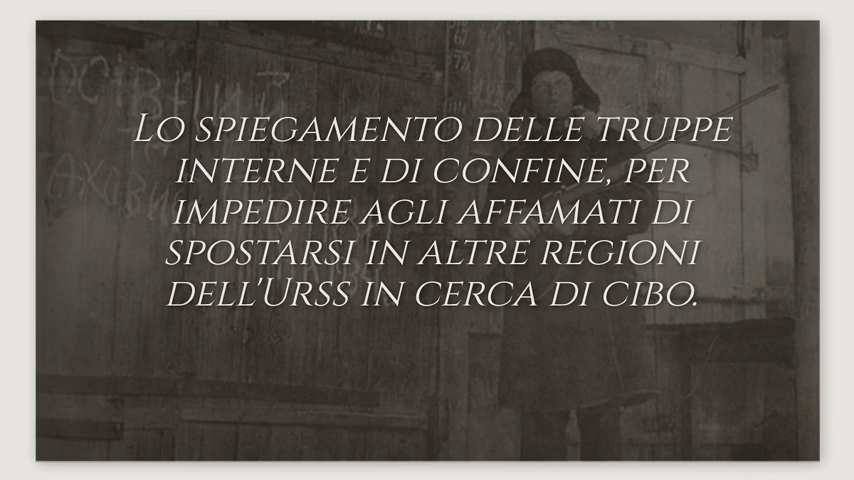 Lo spiegamento delle truppe
interne e di confine, per
impedire agli affamati di
spostarsi in altre regioni
dell'Urss in cerca di cibo.